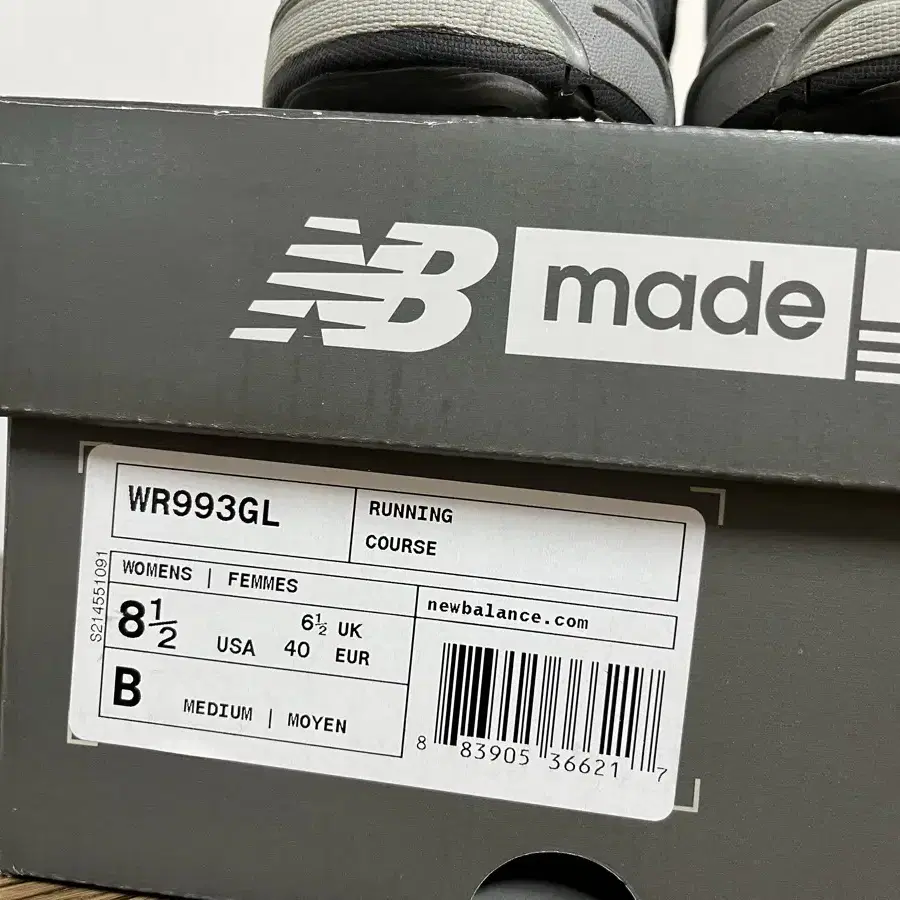 NB
made
WR993GL
RUNNING
COURSE
S214551091
WOMENS | FEMMES
8½ USA
6½ UK
40 EUR
newbalance.com
B
MEDIUM | MOYEN
8 83905 36621 7